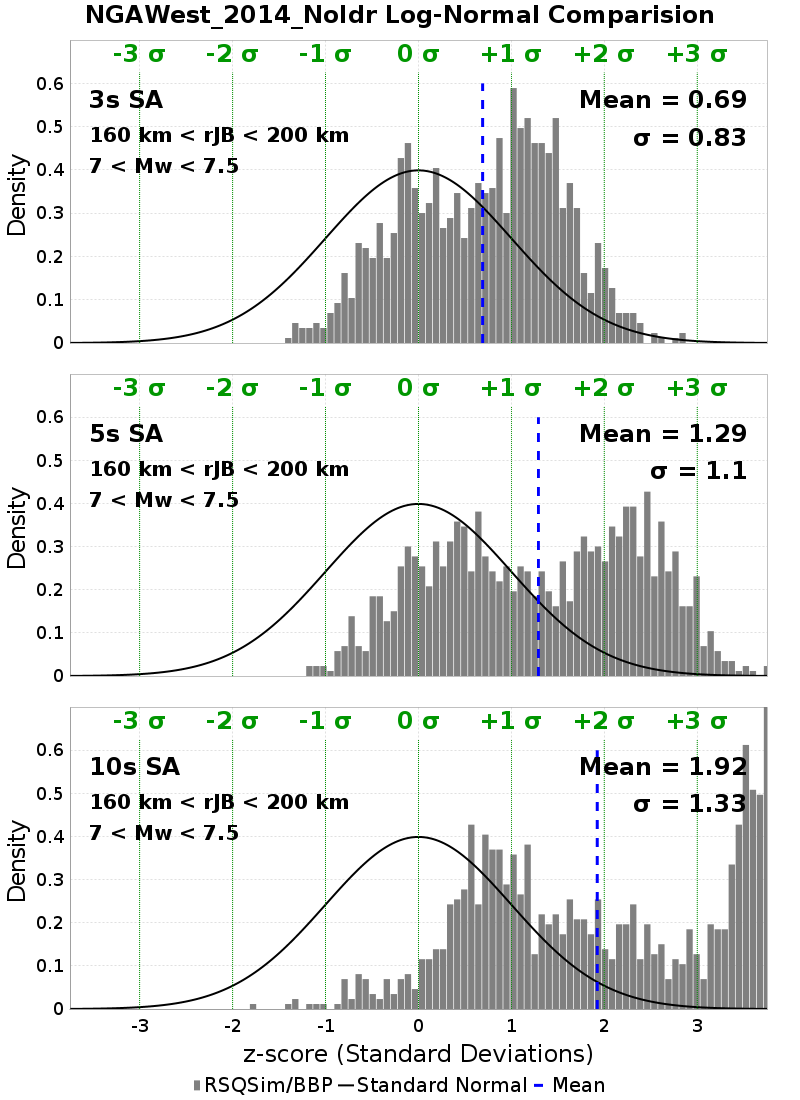 NGAWest_2014_NoIdr Log-Normal Comparision
-3 σ -2 σ -1 σ 0 σ +1 σ +2 σ +3 σ
3s SA
160 km < rJB < 200 km
7 < Mw < 7.5
Mean = 0.69
σ = 0.83
Density
0.6
0.5
0.4
0.3
0.2
0.1
0
-3 σ -2 σ -1 σ 0 σ +1 σ +2 σ +3 σ
5s SA
160 km < rJB < 200 km
7 < Mw < 7.5
Mean = 1.29
σ = 1.1
Density
0.6
0.5
0.4
0.3
0.2
0.1
0
-3 σ -2 σ -1 σ 0 σ +1 σ +2 σ +3 σ
10s SA
160 km < rJB < 200 km
7 < Mw < 7.5
Mean = 1.92
σ = 1.33
Density
0.6
0.5
0.4
0.3
0.2
0.1
0
-3 -2 -1 0 1 2 3
z-score (Standard Deviations)
RSQSim/BBP Standard Normal Mean